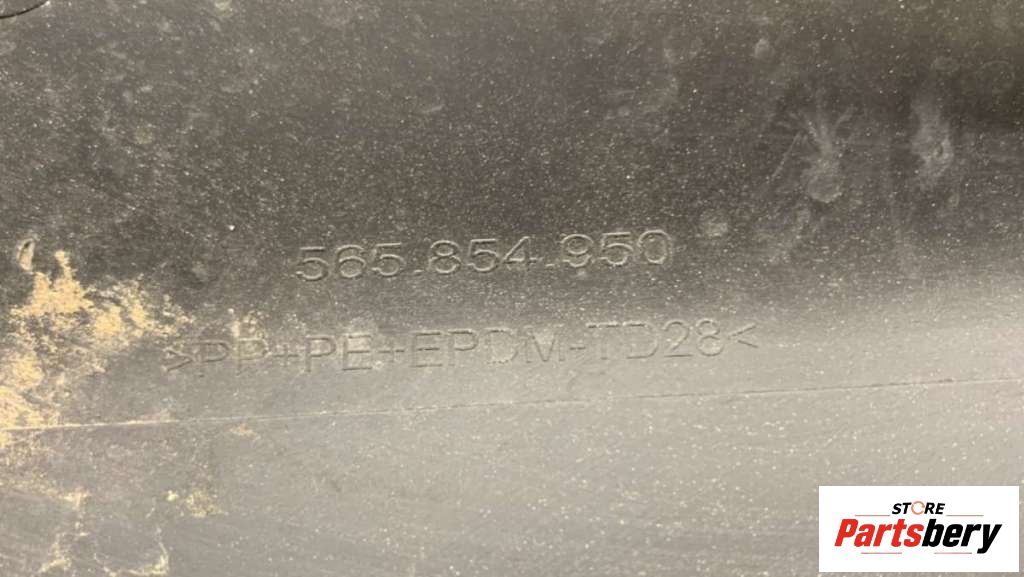 565.854.950
>PP+PE+EPDM-TD28<
STORE
Partsbery